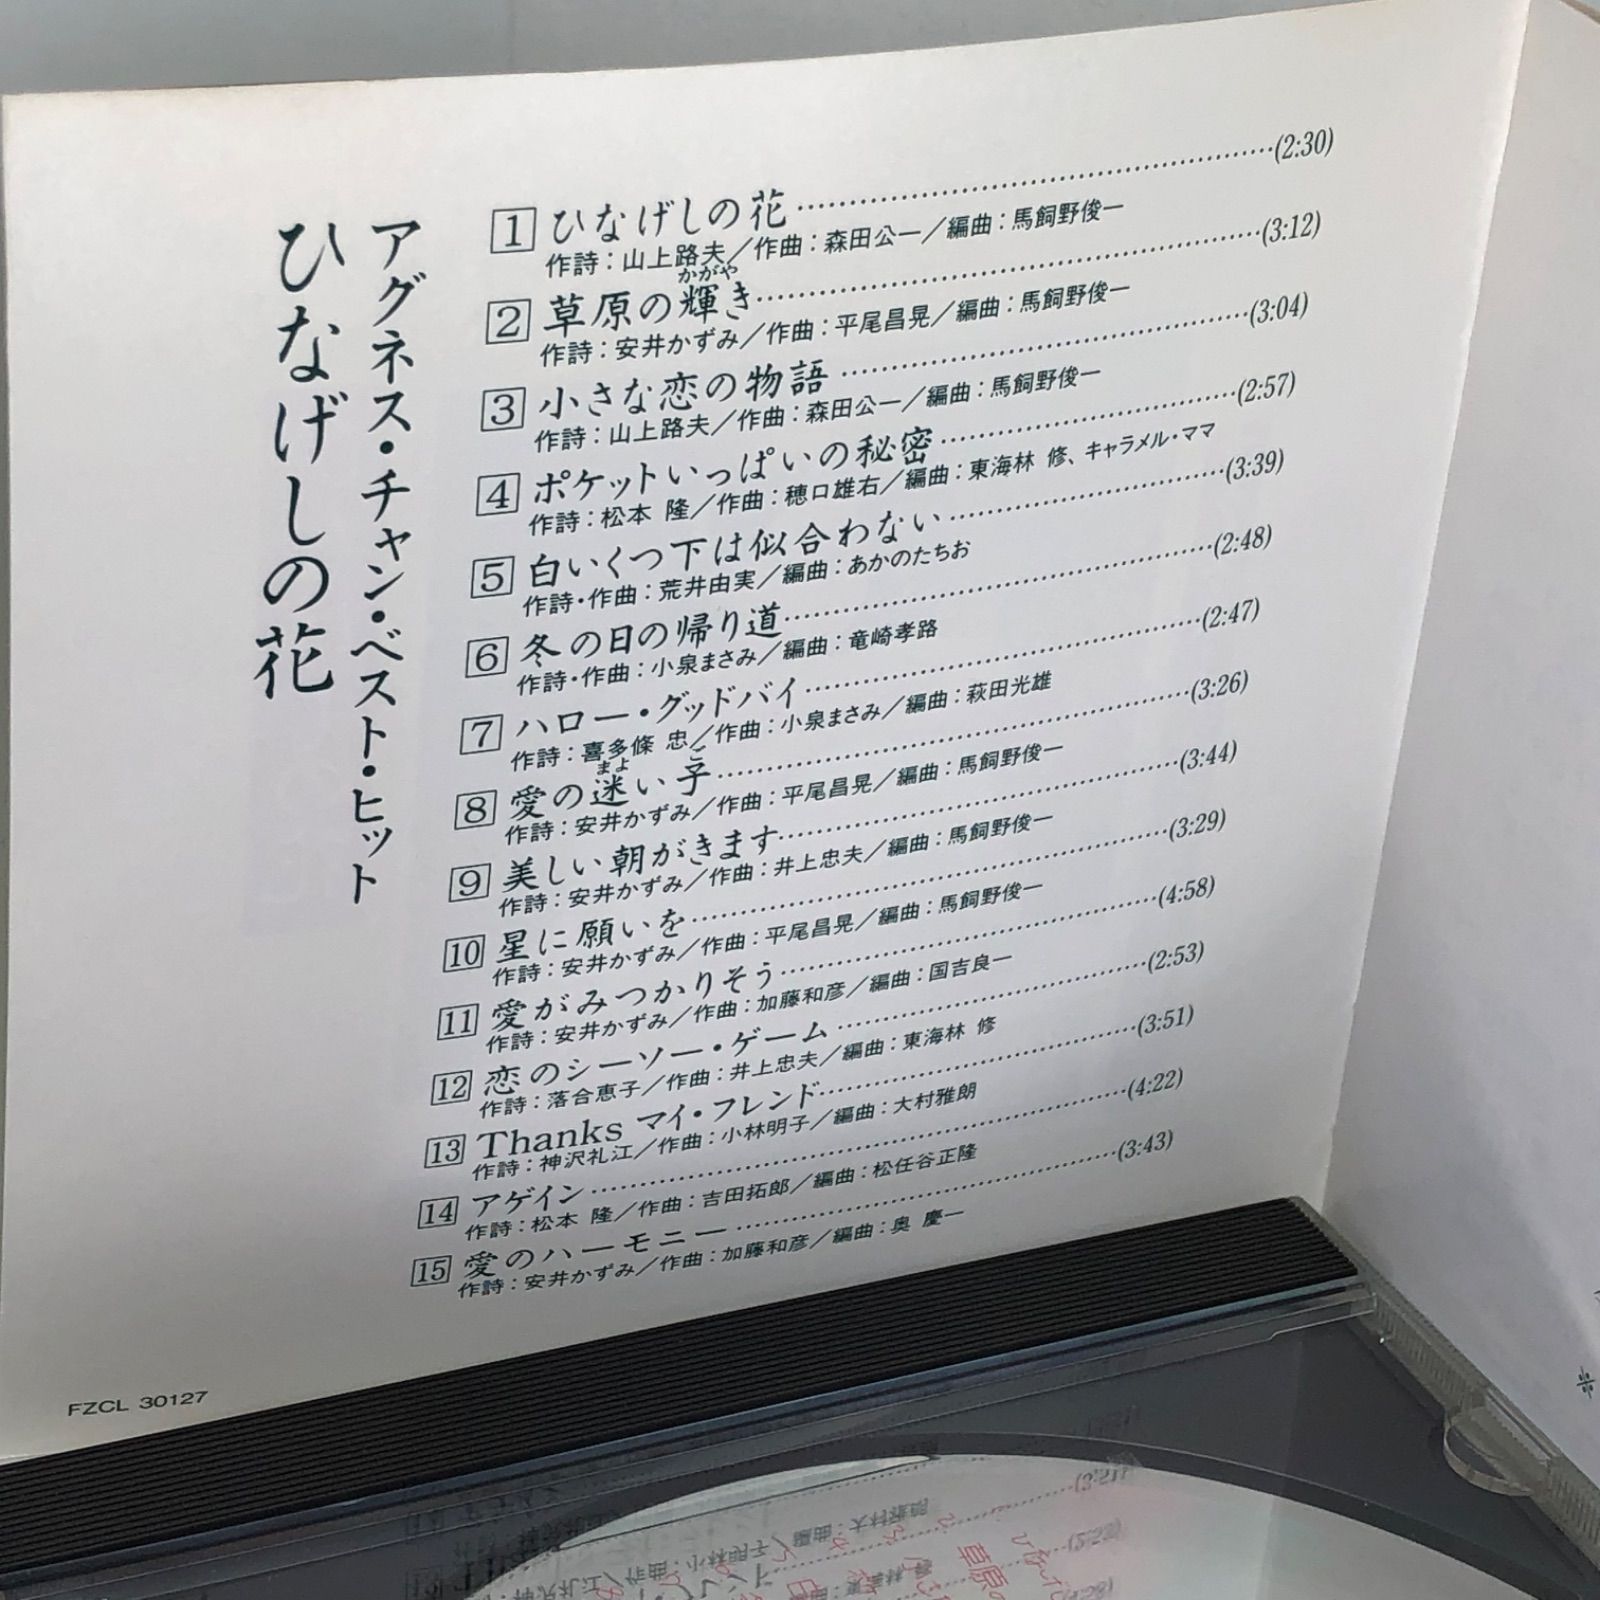 アグネス・チャン・ベスト・ヒット
ひなげしの花
1 ひなげしの花(2:30)
作詩：山上路夫／作曲：森田公一／編曲：馬飼野俊一
かがや
2 草原の輝き(3:12)
作詩：安井かずみ／作曲：平尾昌晃／編曲：馬飼野俊一
3 小さな恋の物語(3:04)
作詩：山上路夫／作曲：森田公一／編曲：馬飼野俊一
4 ポケットいっぱいの秘密(2:57)
作詩：松本 隆／作曲：穂口雄右／編曲：東海林 修、キャラメル・ママ
5 白いくつ下は似合わない(3:39)
作詩・作曲：荒井由実／編曲：あかのたちお
6 冬の日の帰り道(2:48)
作詩・作曲：小泉まさみ／編曲：竜崎孝路
7 ハロー・グッドバイ(2:47)
作詩：喜多條 忠／作曲：小泉まさみ／編曲：萩田光雄
まよ こ
8 愛の迷い子(3:26)
作詩：安井かずみ／作曲：平尾昌晃／編曲：馬飼野俊一
9 美しい朝がきます(3:44)
作詩：安井かずみ／作曲：井上忠夫／編曲：馬飼野俊一
10 星に願いを(3:29)
作詩：安井かずみ／作曲：平尾昌晃／編曲：馬飼野俊一
11 愛がみつかりそう(4:58)
作詩：安井かずみ／作曲：加藤和彦／編曲：国吉良一
12 恋のシーソー・ゲーム(2:53)
作詩：落合恵子／作曲：井上忠夫／編曲：東海林 修
13 Thanks マイ・フレンド(3:51)
作詩：神沢礼江／作曲：小林明子／編曲：大村雅朗
14 アゲイン(4:22)
作詩：松本 隆／作曲：吉田拓郎／編曲：松任谷正隆
15 愛のハーモニー(3:43)
作詩：安井かずみ／作曲：加藤和彦／編曲：奥 慶一
FZCL 30127
※